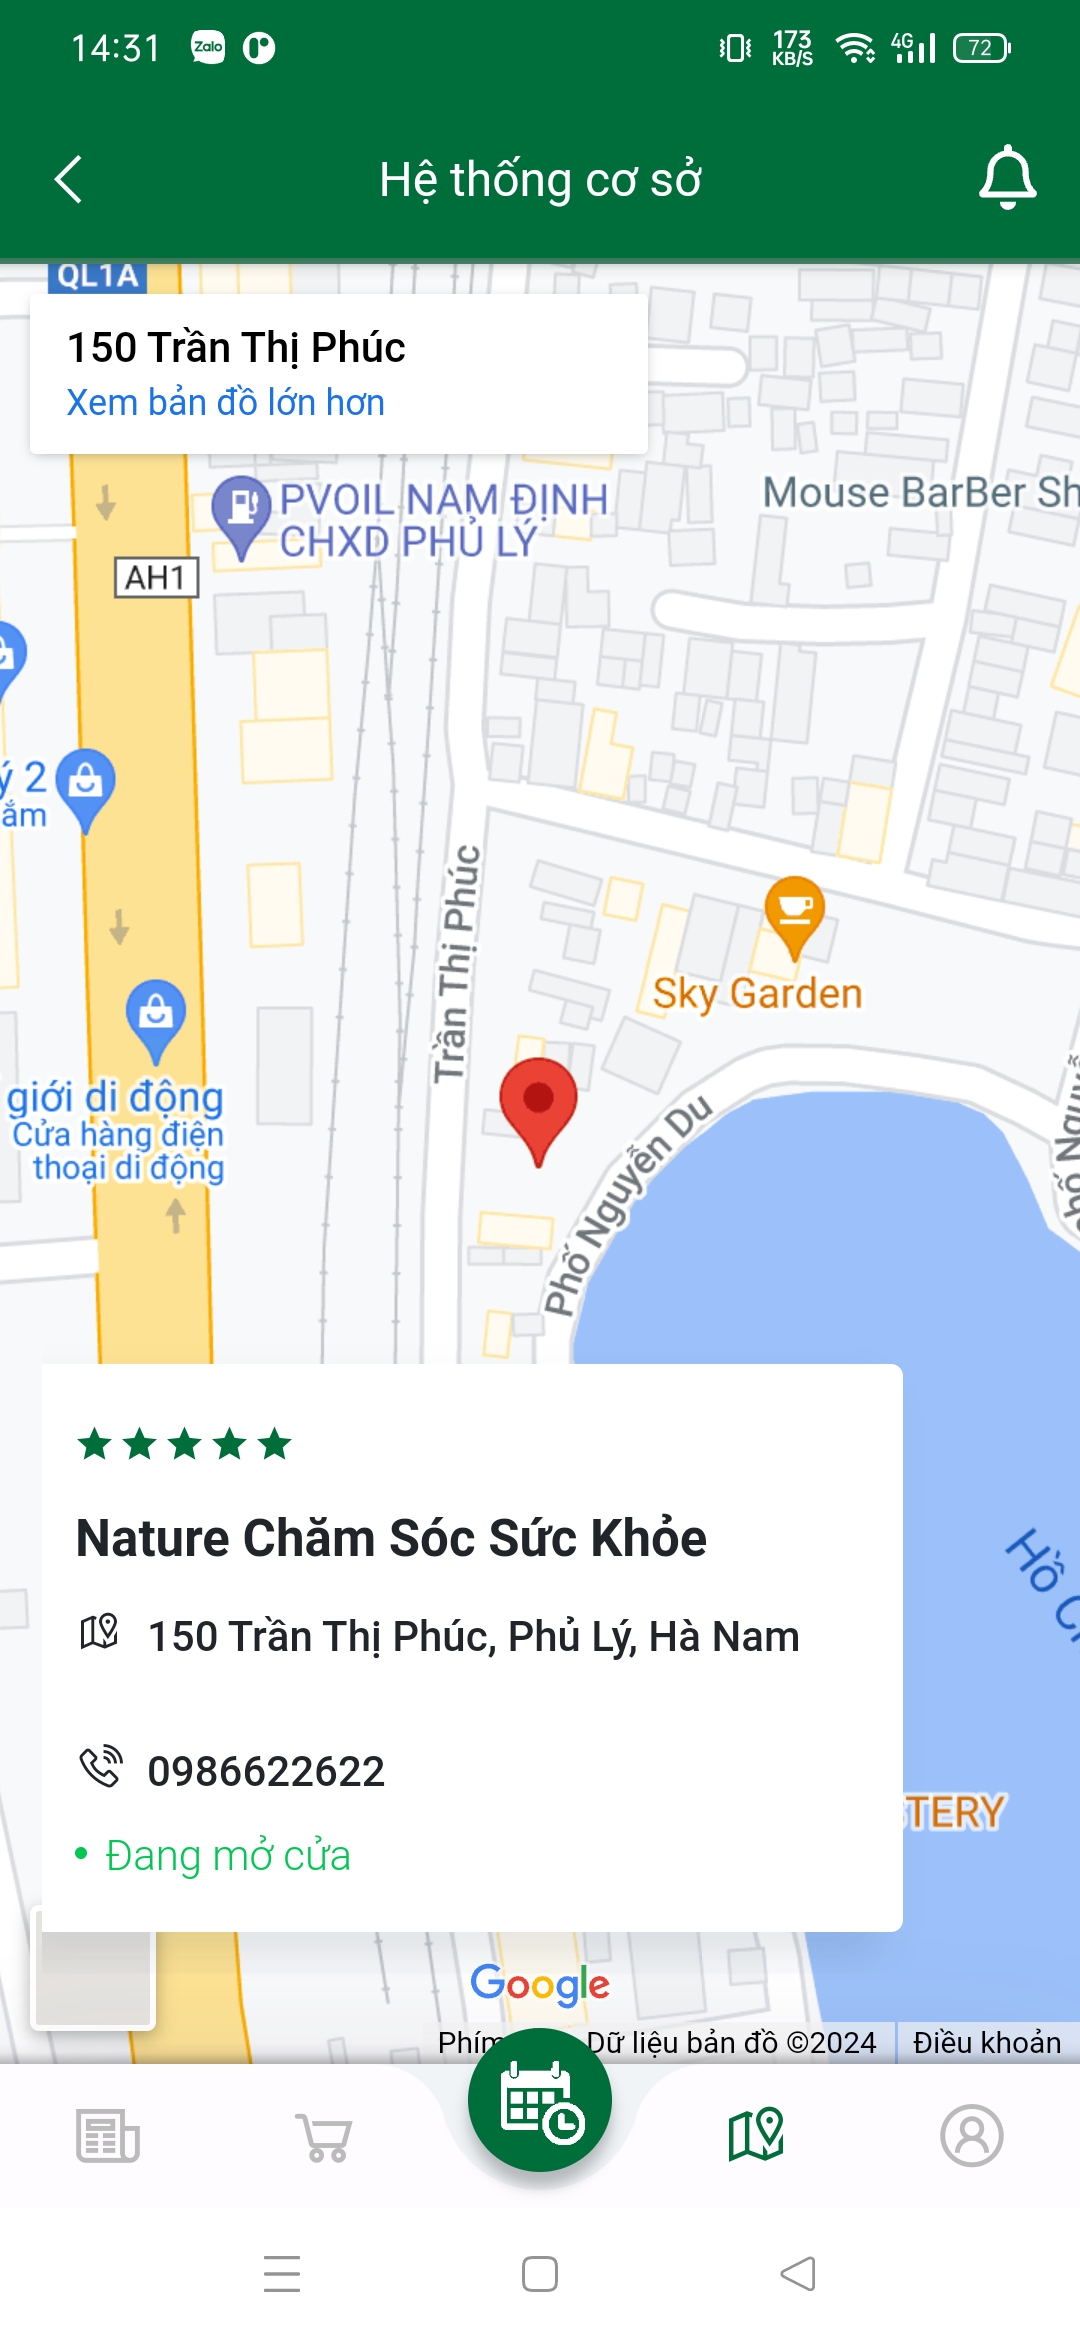 14:31
Zalo
173
KB/S
4G
72
Hệ thống cơ sở
QL1A
150 Trần Thị Phúc
Xem bản đồ lớn hơn
PVOIL NAM ĐỊNH
CHXD PHỦ LÝ
Mouse BarBer Sh
AH1
ý 2
ắm
Trần Thị Phúc
Sky Garden
giới di động
Cửa hàng điện
thoại di động
Phố Nguyễn Du
Nature Chăm Sóc Sức Khỏe
150 Trần Thị Phúc, Phủ Lý, Hà Nam
Hồ C
0986622622
TERY
Đang mở cửa
Google
Phím
Dữ liệu bản đồ ©2024
Điều khoản